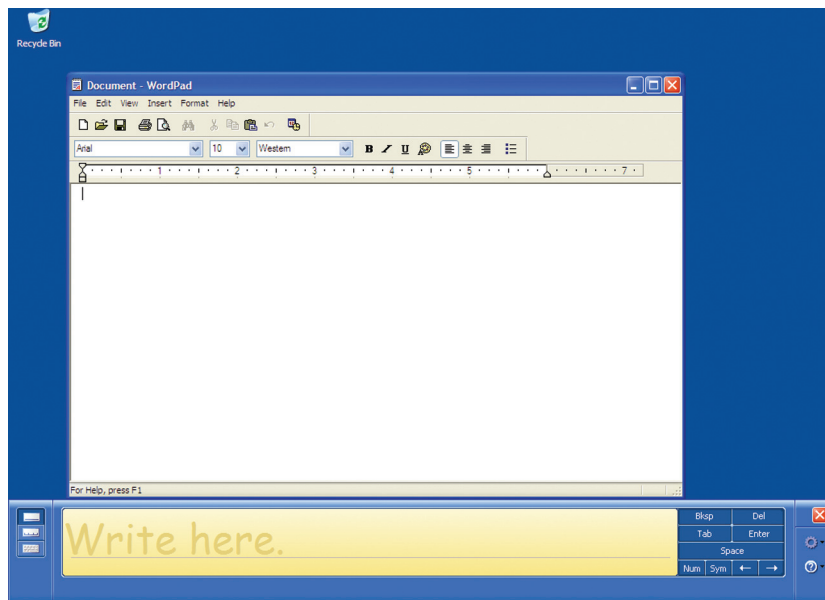 Recycle Bin
Document - WordPad
File Edit View Insert Format Help
Arial 10 Western B / U
1 2 3 4 5 7
For Help, press F1
Write here.
Bksp Del
Tab Enter
Space
Num Sym ← →